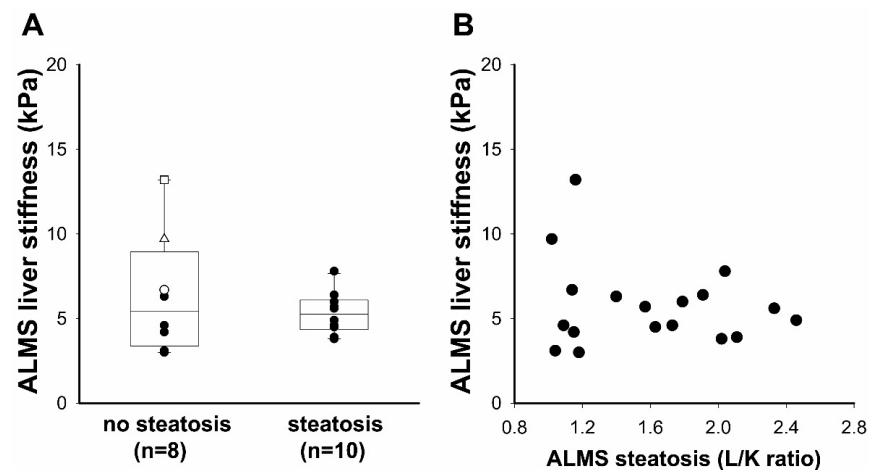 A
ALMS liver stiffness (kPa)
20
15
10
5
0
no steatosis
(n=8)
steatosis
(n=10)
B
ALMS liver stiffness (kPa)
20
15
10
5
0
0.8 1.2 1.6 2.0 2.4 2.8
ALMS steatosis (L/K ratio)